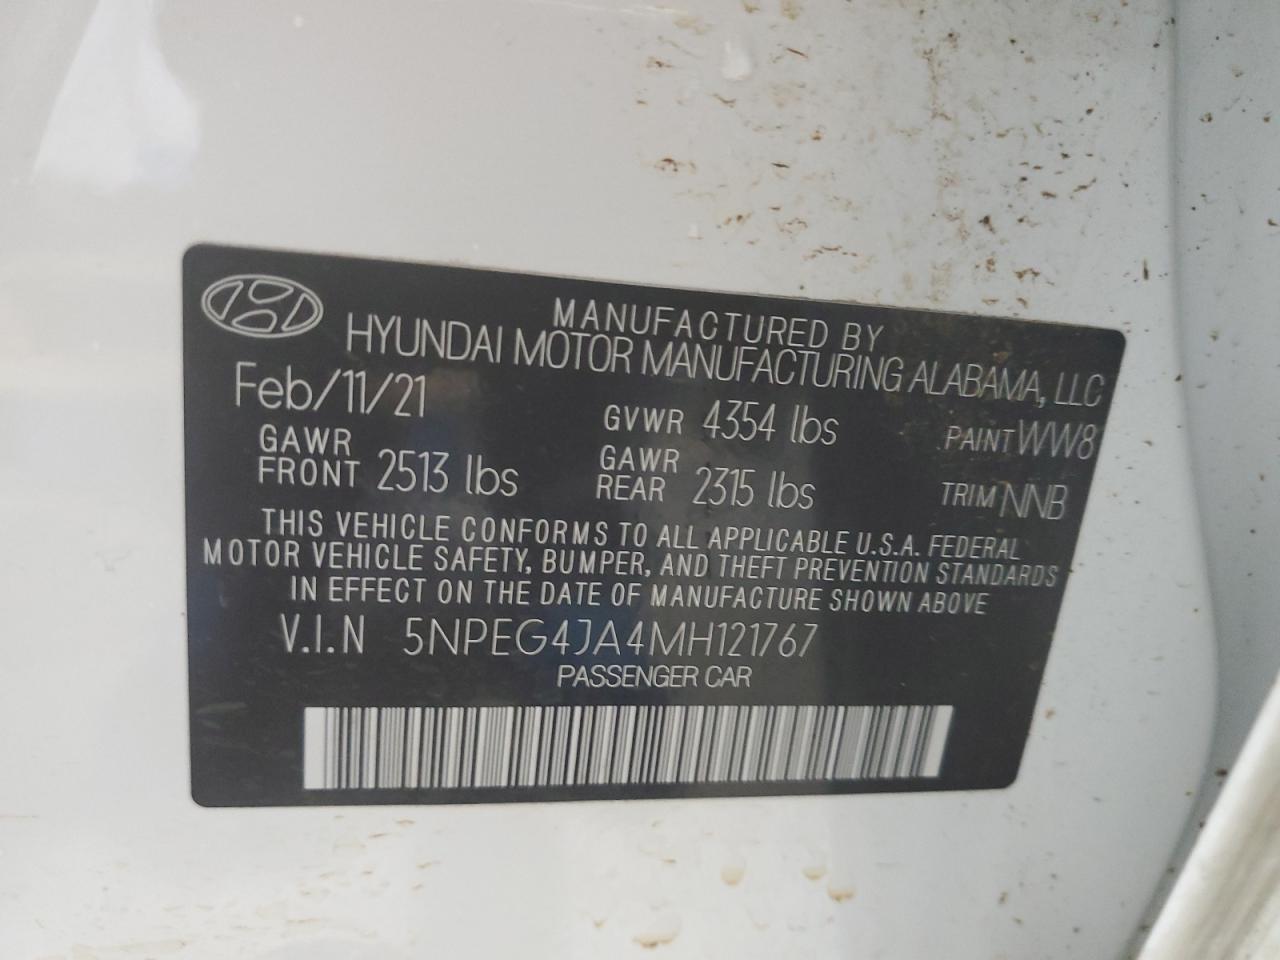 MANUFACTURED BY
HYUNDAI MOTOR MANUFACTURING ALABAMA, LLC
Feb/11/21 GVWR 4354 lbs PAINT WW8
GAWR FRONT 2513 lbs GAWR REAR 2315 lbs TRIM NNB
THIS VEHICLE CONFORMS TO ALL APPLICABLE U.S.A. FEDERAL
MOTOR VEHICLE SAFETY, BUMPER, AND THEFT PREVENTION STANDARDS
IN EFFECT ON THE DATE OF MANUFACTURE SHOWN ABOVE
V.I.N 5NPEG4JA4MH121767
PASSENGER CAR